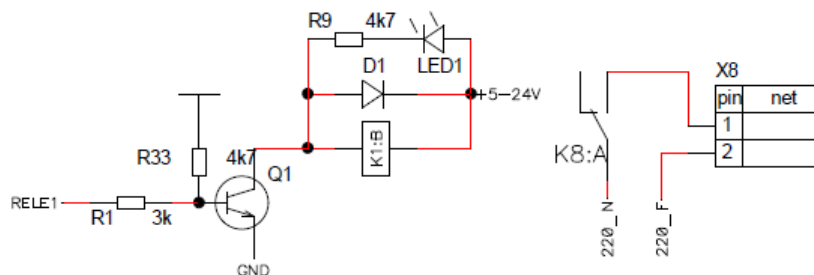 R9 4k7
LED1
D1
+5-24V
K1:B
R33
4k7
Q1
RELE1
R1
3k
GND
X8
pin net
1
2
K8:A
220_N
220_F